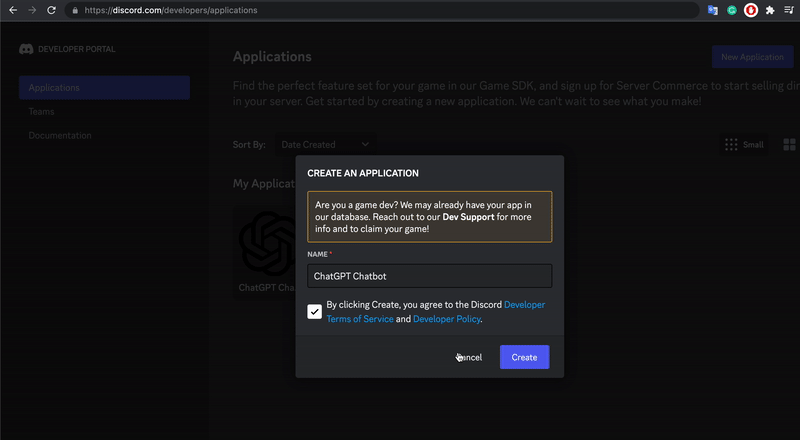 https://discord.com/developers/applications
DEVELOPER PORTAL
Applications
Teams
Documentation
Applications
New Application
Find the perfect feature set for your game in our Game SDK, and sign up for Server Commerce to start selling
in your server. Get started by creating a new application. We can't wait to see what you make!
Sort By:
Date Created
Small
My
ChatGPT
CREATE AN APPLICATION
Are you a game dev? We may already have your app in
our database. Reach out to our Dev Support for more
info and to claim your game!
NAME *
ChatGPT Chatbot
By clicking Create, you agree to the Discord Developer
Terms of Service and Developer Policy.
Cancel
Create